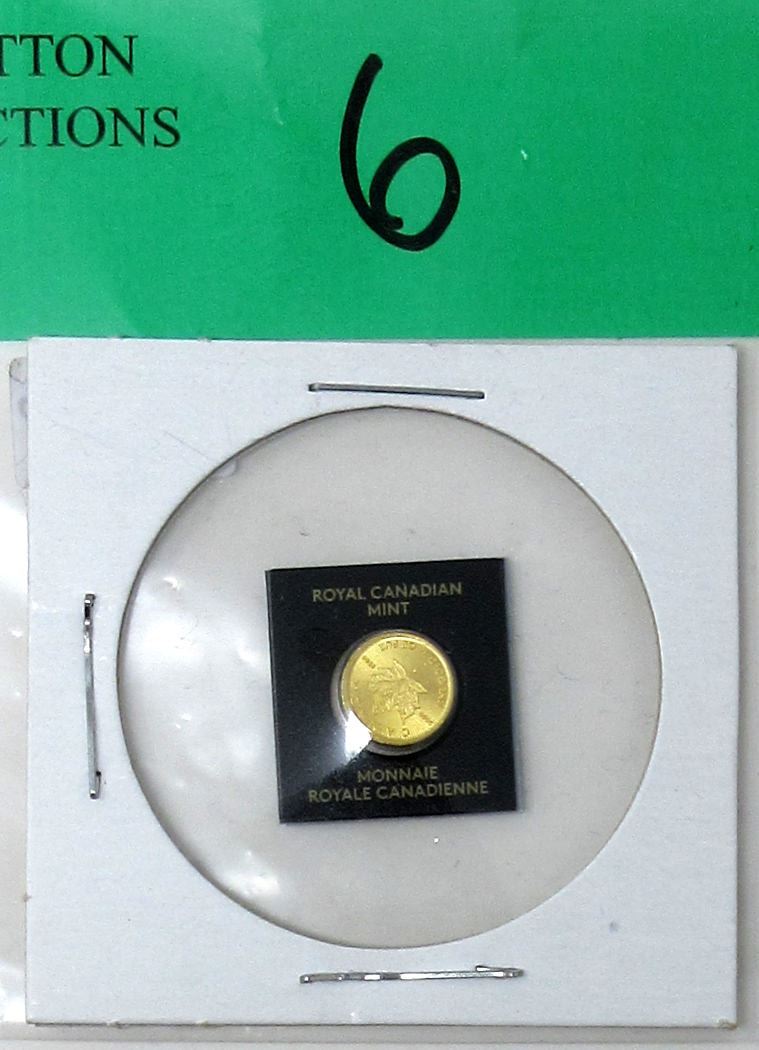 TTON
CTIONS
6
ROYAL CANADIAN
MINT
MONNAIE
ROYALE CANADIENNE